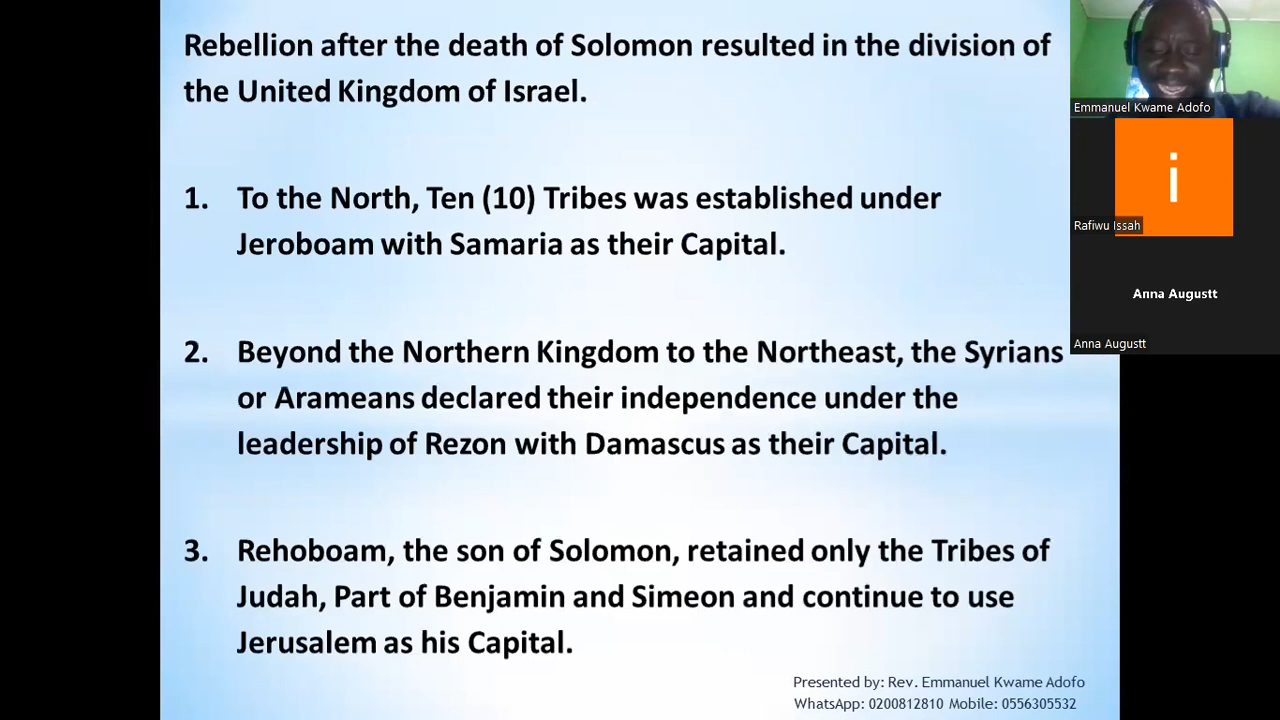 Rebellion after the death of Solomon resulted in the division of
the United Kingdom of Israel.
1. To the North, Ten (10) Tribes was established under
Jeroboam with Samaria as their Capital.
2. Beyond the Northern Kingdom to the Northeast, the Syrians
or Arameans declared their independence under the
leadership of Rezon with Damascus as their Capital.
3. Rehoboam, the son of Solomon, retained only the Tribes of
Judah, Part of Benjamin and Simeon and continue to use
Jerusalem as his Capital.
Presented by: Rev. Emmanuel Kwame Adofo
WhatsApp: 0200812810 Mobile: 0556305532
Emmanuel Kwame Adofo
i
Rafiwu Issah
Anna Augustt
Anna Augustt